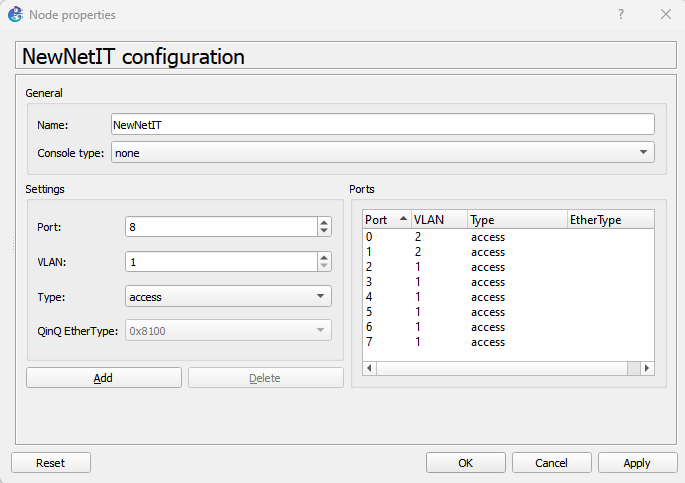 Node properties ?
NewNetIT configuration
General
Name: NewNetIT
Console type: none
Settings
Port: 8
VLAN: 1
Type: access
QinQ EtherType: 0x8100
Add Delete
Ports
Port VLAN Type EtherType
0 2 access
1 2 access
2 1 access
3 1 access
4 1 access
5 1 access
6 1 access
7 1 access
Reset OK Cancel Apply